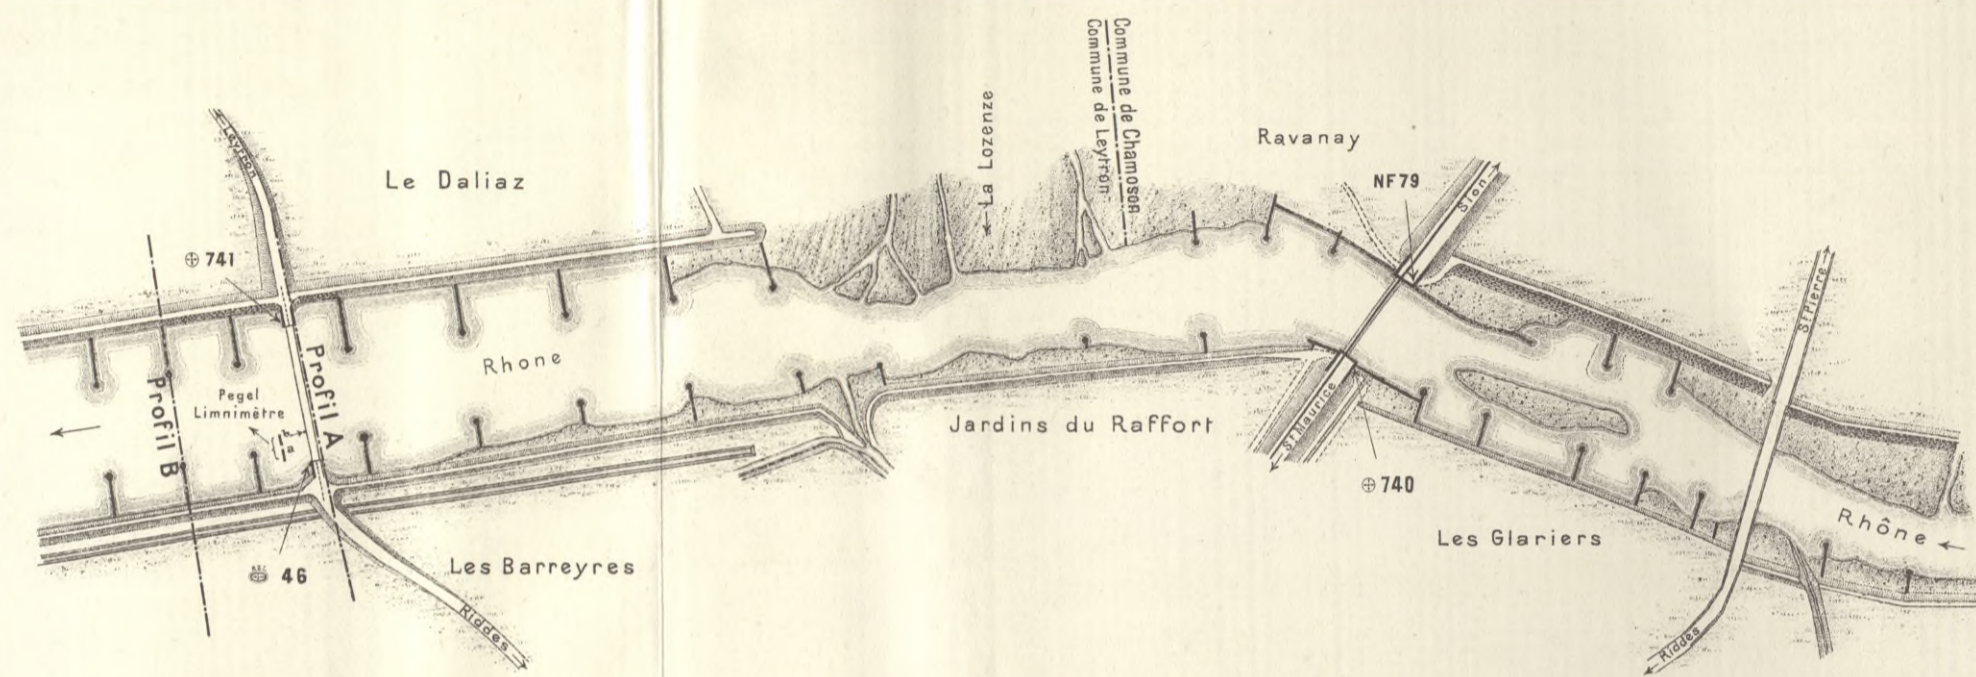 Leytron
Le Daliaz
← La Lozenze
Commune de Chamoson
Commune de Leytron
Ravanay
NF79
Sion
St Pierre
⊕ 741
Profil B
Pegel
Limnimètre
Profil A
Rhone
Jardins du Raffort
St Maurice
⊕ 740
Les Glariers
Rhône
46
Les Barreyres
Riddes
Riddes